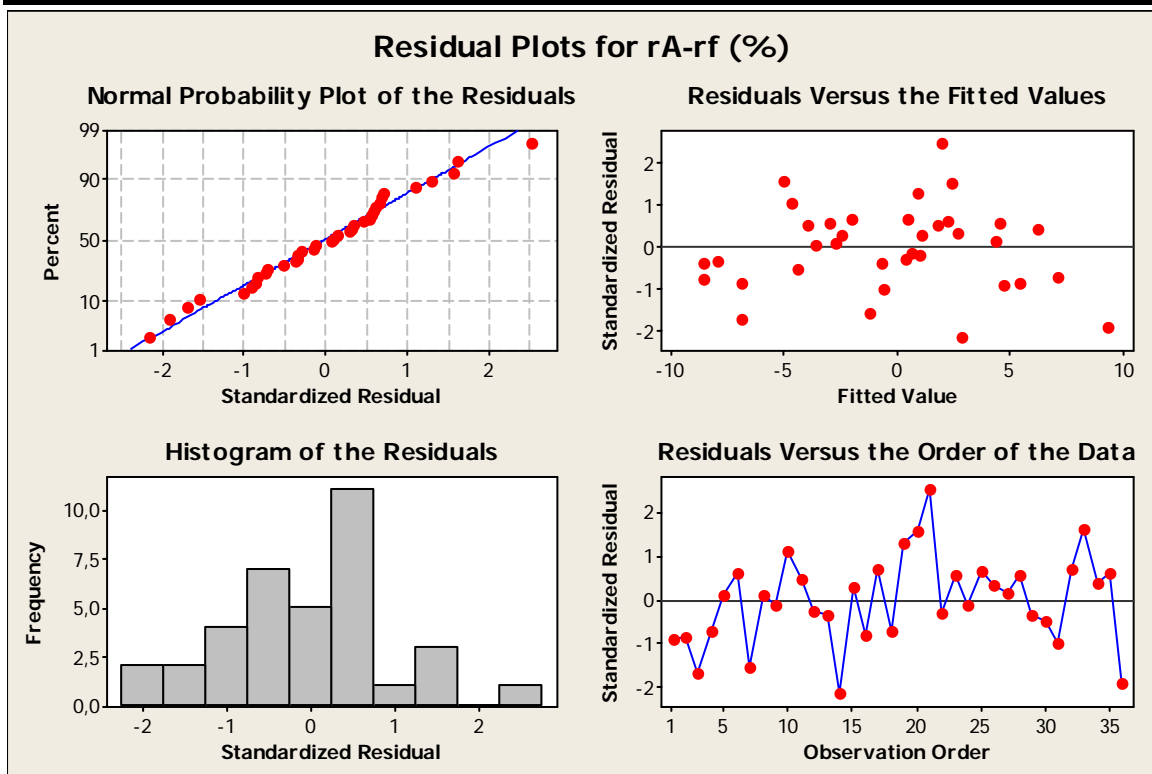 Residual Plots for rA-rf (%)
Normal Probability Plot of the Residuals
Percent
99
90
50
10
1
-2 -1 0 1 2
Standardized Residual
Residuals Versus the Fitted Values
Standardized Residual
2
1
0
-1
-2
-10 -5 0 5 10
Fitted Value
Histogram of the Residuals
Frequency
10,0
7,5
5,0
2,5
0,0
-2 -1 0 1 2
Standardized Residual
Residuals Versus the Order of the Data
Standardized Residual
2
1
0
-1
-2
1 5 10 15 20 25 30 35
Observation Order